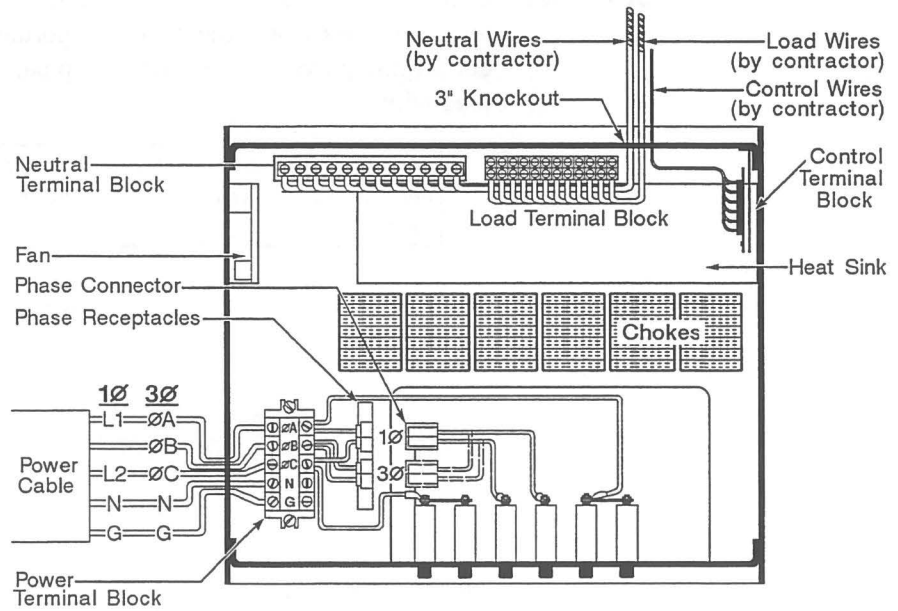 Neutral Wires
(by contractor)
Load Wires
(by contractor)
3" Knockout
Control Wires
(by contractor)
Neutral
Terminal Block
Control
Terminal
Block
Load Terminal Block
Fan
Heat Sink
Phase Connector
Phase Receptacles
Chokes
1Ø 3Ø
L1 ØA
ØB
L2 ØC
N N
G G
Power
Cable
ØA
ØB
ØC
N
G
1Ø
3Ø
Power
Terminal Block